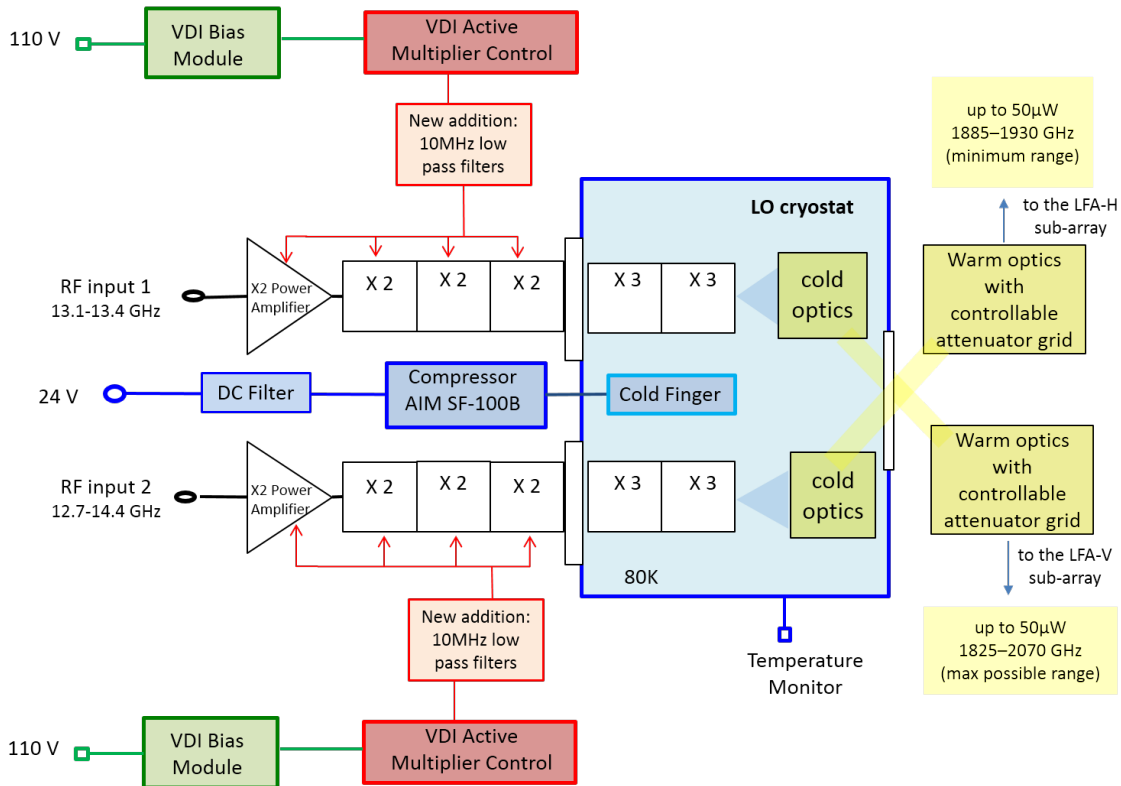 110 V
VDI Bias
Module
VDI Active
Multiplier Control
New addition:
10MHz low
pass filters
up to 50µW
1885–1930 GHz
(minimum range)
LO cryostat
to the LFA-H
sub-array
RF input 1
13.1-13.4 GHz
X2 Power
Amplifier
X 2
X 2
X 2
X 3
X 3
cold
optics
Warm optics
with
controllable
attenuator grid
24 V
DC Filter
Compressor
AIM SF-100B
Cold Finger
RF input 2
12.7-14.4 GHz
X2 Power
Amplifier
X 2
X 2
X 2
X 3
X 3
cold
optics
Warm optics
with
controllable
attenuator grid
80K
to the LFA-V
sub-array
New addition:
10MHz low
pass filters
up to 50µW
1825–2070 GHz
(max possible range)
Temperature
Monitor
110 V
VDI Bias
Module
VDI Active
Multiplier Control